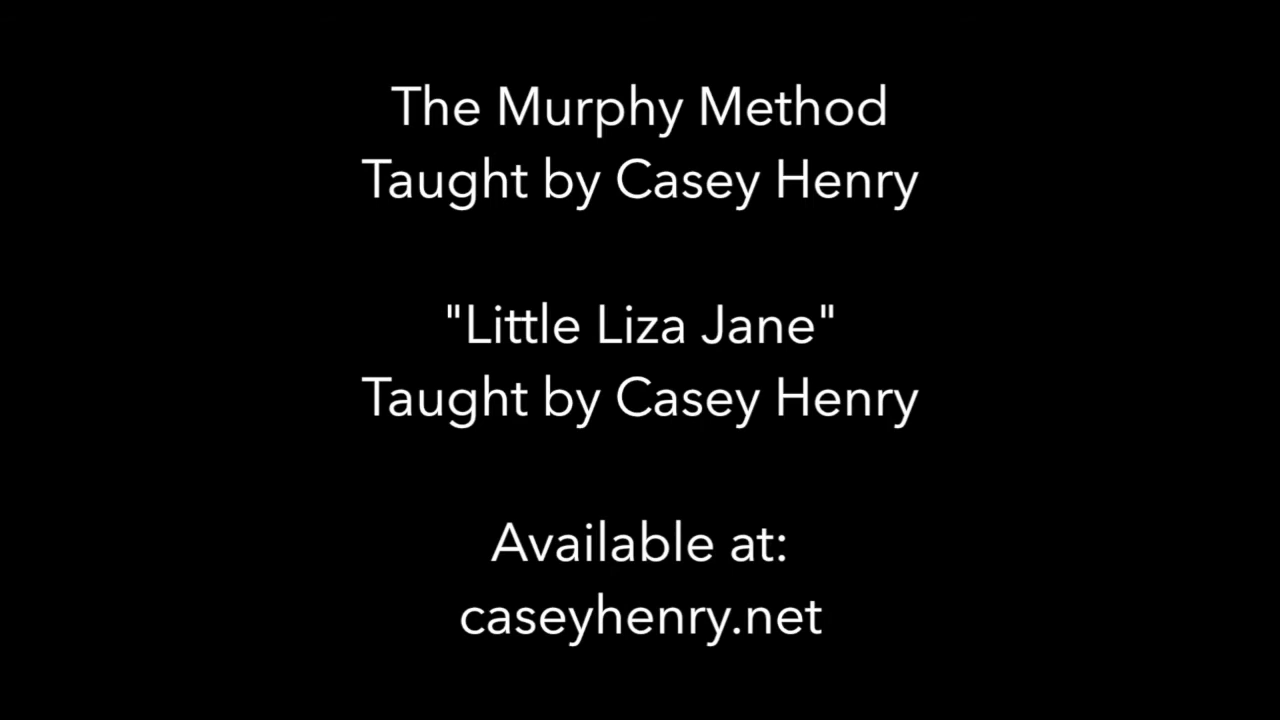 The Murphy Method
Taught by Casey Henry
"Little Liza Jane"
Taught by Casey Henry
Available at:
caseyhenry.net